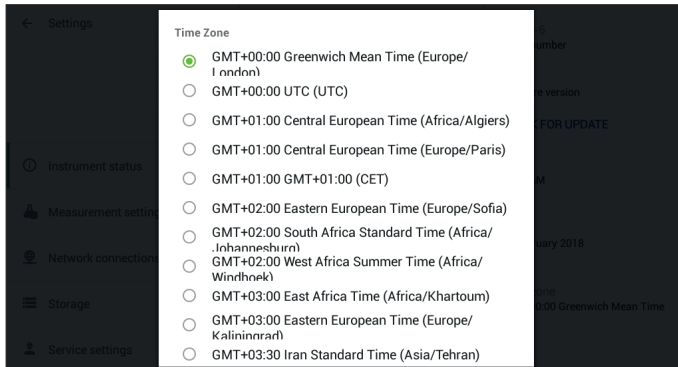 Settings
Instrument status
Measurement setting
Network connection
Storage
Service settings
Time Zone
GMT+00:00 Greenwich Mean Time (Europe/
London)
GMT+00:00 UTC (UTC)
GMT+01:00 Central European Time (Africa/Algiers)
GMT+01:00 Central European Time (Europe/Paris)
GMT+01:00 GMT+01:00 (CET)
GMT+02:00 Eastern European Time (Europe/Sofia)
GMT+02:00 South Africa Standard Time (Africa/
Johannesburg)
GMT+02:00 West Africa Summer Time (Africa/
Windhoek)
GMT+03:00 East Africa Time (Africa/Khartoum)
GMT+03:00 Eastern European Time (Europe/
Kaliningrad)
GMT+03:30 Iran Standard Time (Asia/Tehran)
umber
re version
FOR UPDATE
AM
uary 2018
one
0:00 Greenwich Mean Time